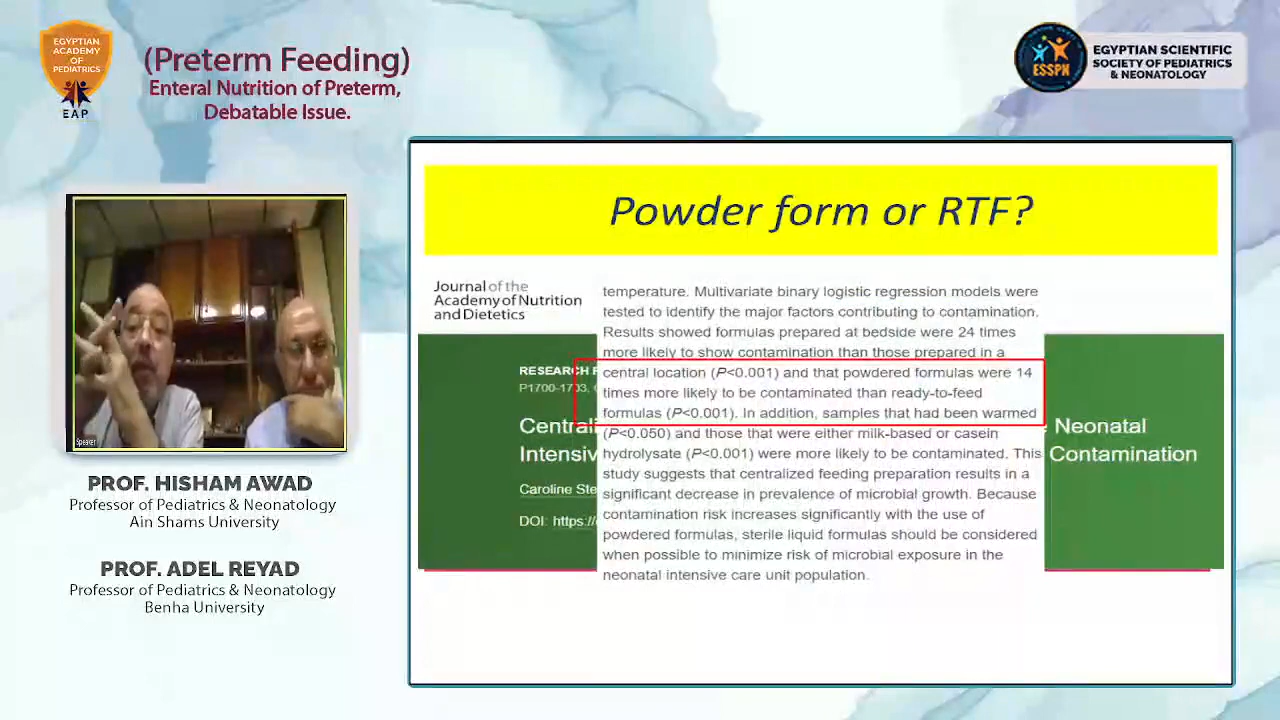 EGYPTIAN
ACADEMY
OF
PEDIATRICS
EAP
(Preterm Feeding)
Enteral Nutrition of Preterm,
Debatable Issue.
ESSPN
EGYPTIAN SCIENTIFIC
SOCIETY OF PEDIATRICS
& NEONATOLOGY
Speaker
PROF. HISHAM AWAD
Professor of Pediatrics & Neonatology
Ain Shams University
PROF. ADEL REYAD
Professor of Pediatrics & Neonatology
Benha University
Powder form or RTF?
Journal of the
Academy of Nutrition
and Dietetics
RESEARCH
P1700-1703,
Centrali
Intensiv
Caroline Ste
DOI: https://
temperature. Multivariate binary logistic regression models were
tested to identify the major factors contributing to contamination.
Results showed formulas prepared at bedside were 24 times
more likely to show contamination than those prepared in a
central location (P<0.001) and that powdered formulas were 14
times more likely to be contaminated than ready-to-feed
formulas (P<0.001). In addition, samples that had been warmed
(P<0.050) and those that were either milk-based or casein
hydrolysate (P<0.001) were more likely to be contaminated. This
study suggests that centralized feeding preparation results in a
significant decrease in prevalence of microbial growth. Because
contamination risk increases significantly with the use of
powdered formulas, sterile liquid formulas should be considered
when possible to minimize risk of microbial exposure in the
neonatal intensive care unit population.
Neonatal
Contamination